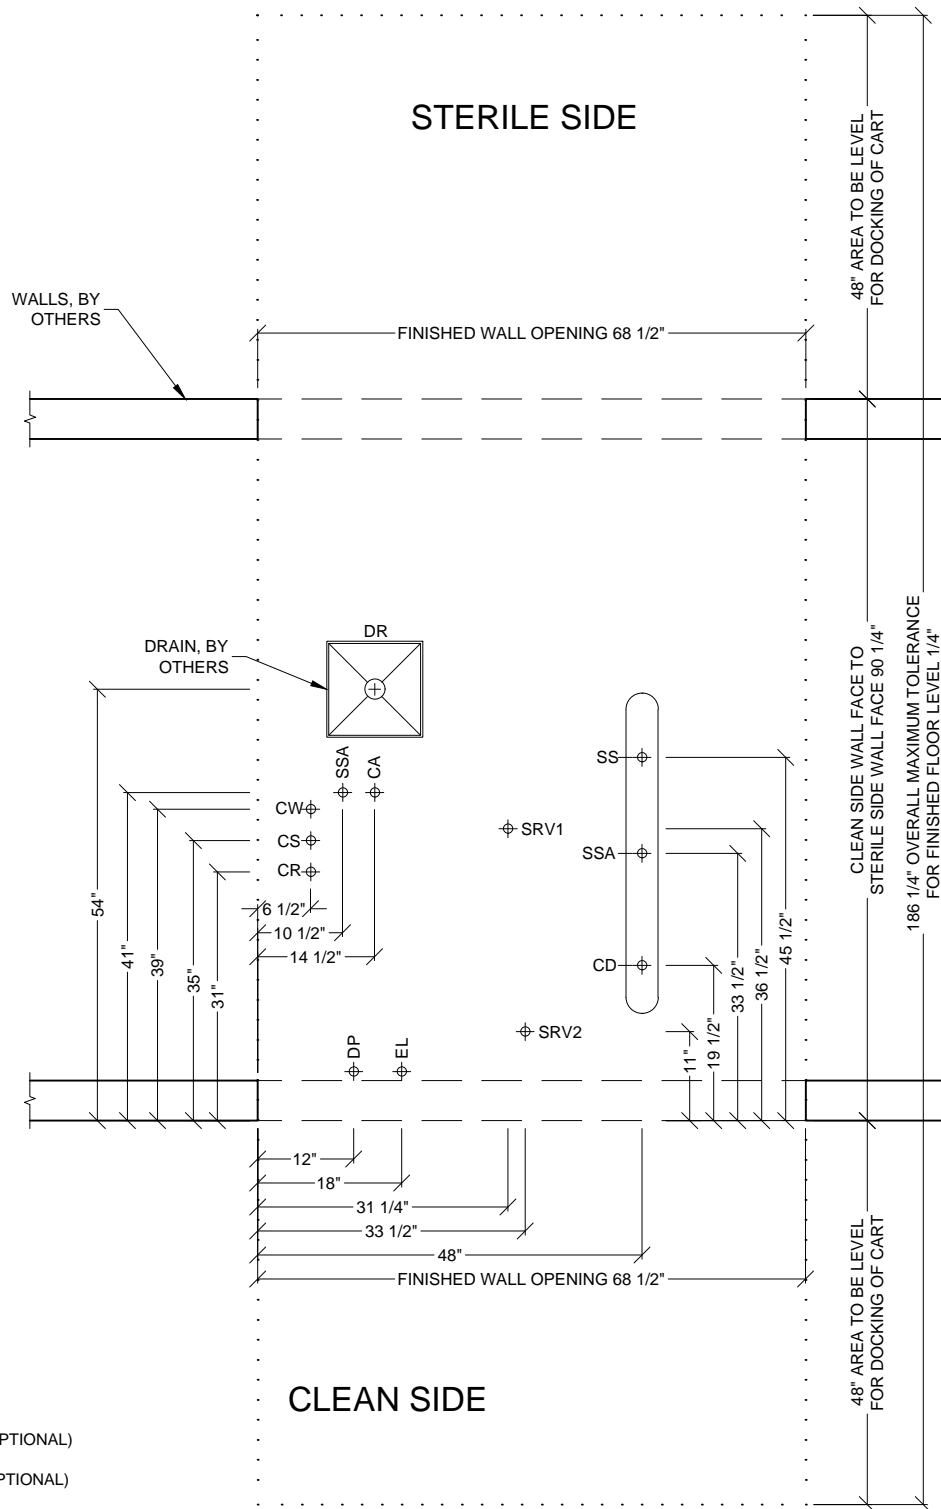 STERILE SIDE
48" AREA TO BE LEVEL
FOR DOCKING OF CART
WALLS, BY
OTHERS
FINISHED WALL OPENING 68 1/2"
DR
DRAIN, BY
OTHERS
CLEAN SIDE WALL FACE TO
STERILE SIDE WALL FACE 90 1/4"
186 1/4" OVERALL MAXIMUM TOLERANCE
FOR FINISHED FLOOR LEVEL 1/4"
SSA
CA
SS
CW
CS
CR
SRV1
SSA
CD
SRV2
6 1/2"
10 1/2"
14 1/2"
54"
41"
39"
35"
31"
DP
EL
11"
19 1/2"
33 1/2"
36 1/2"
45 1/2"
12"
18"
31 1/4"
33 1/2"
48"
FINISHED WALL OPENING 68 1/2"
48" AREA TO BE LEVEL
FOR DOCKING OF CART
CLEAN SIDE
PTIONAL)
PTIONAL)